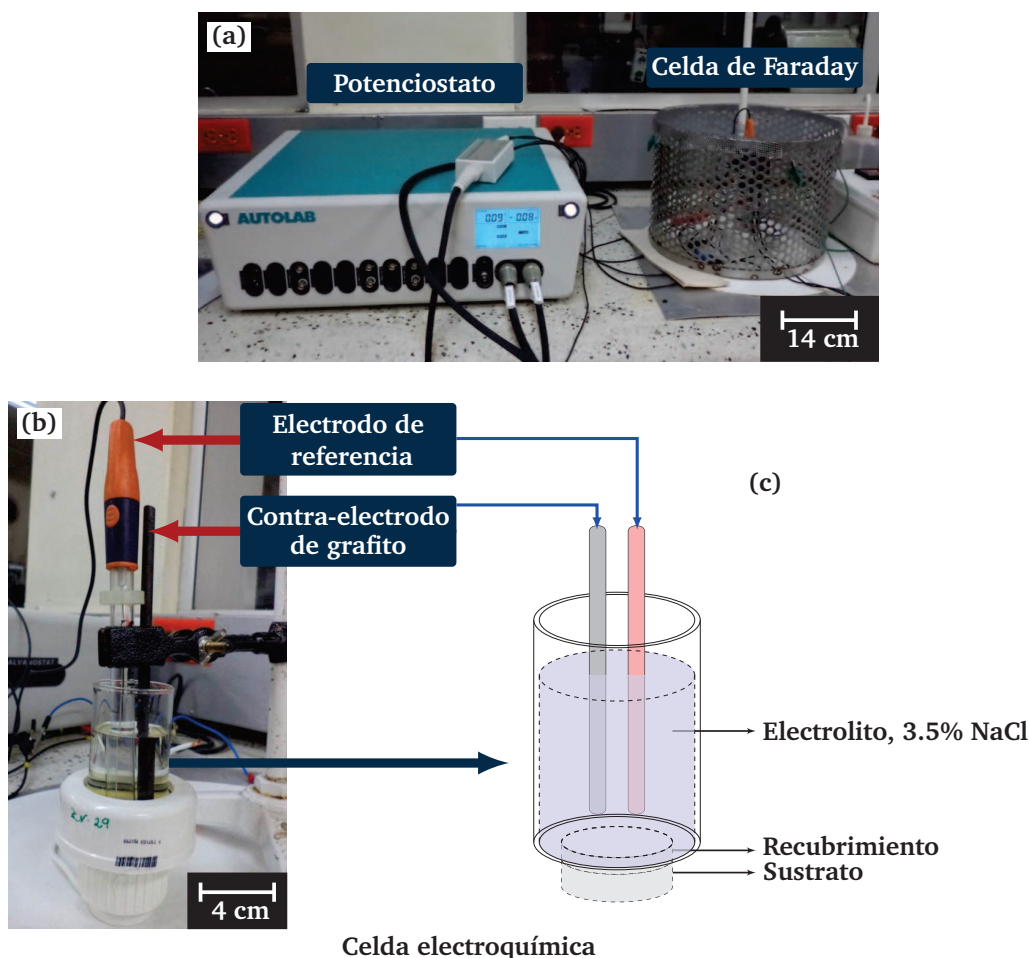 (a)
Potenciostato
Celda de Faraday
AUTOLAB
14 cm
(b)
Electrodo de
referencia
Contra-electrodo
de grafito
(c)
Electrolito, 3.5% NaCl
Recubrimiento
Sustrato
4 cm
Celda electroquímica